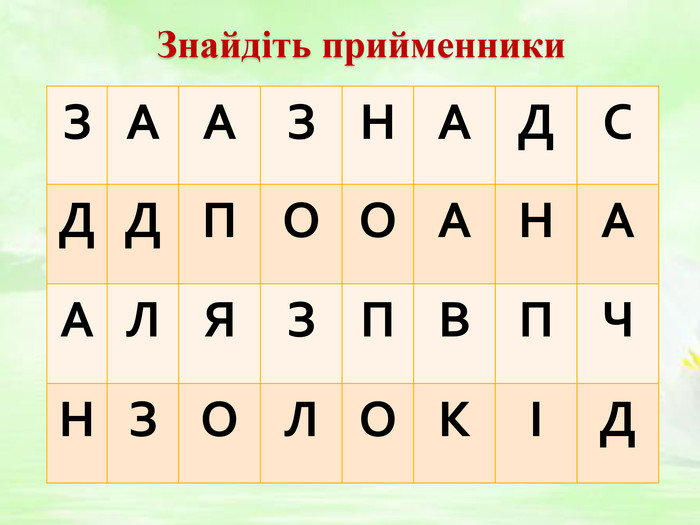 Знайдіть прийменники
З А А З Н А Д С
Д Д П О О А Н А
А Л Я З П В П Ч
Н З О Л О К І Д